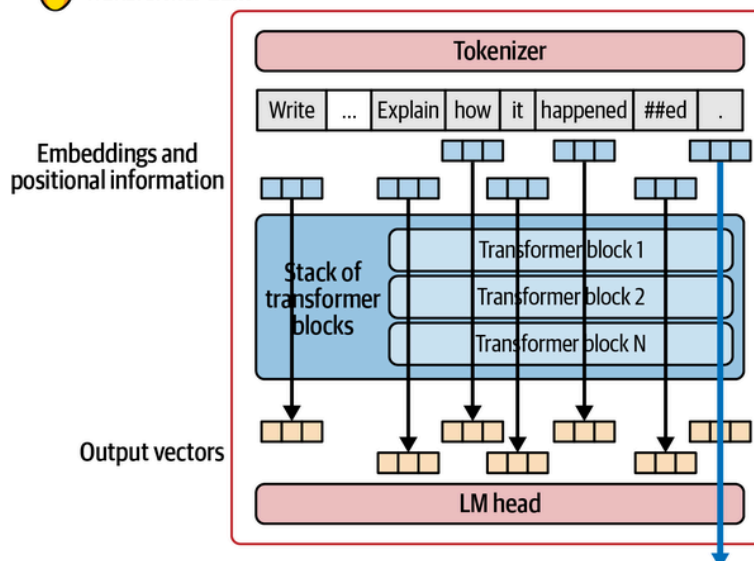 Tokenizer
Write ... Explain how it happened ##ed .
Embeddings and
positional information
Stack of
transformer
blocks
Transformer block 1
Transformer block 2
Transformer block N
Output vectors
LM head